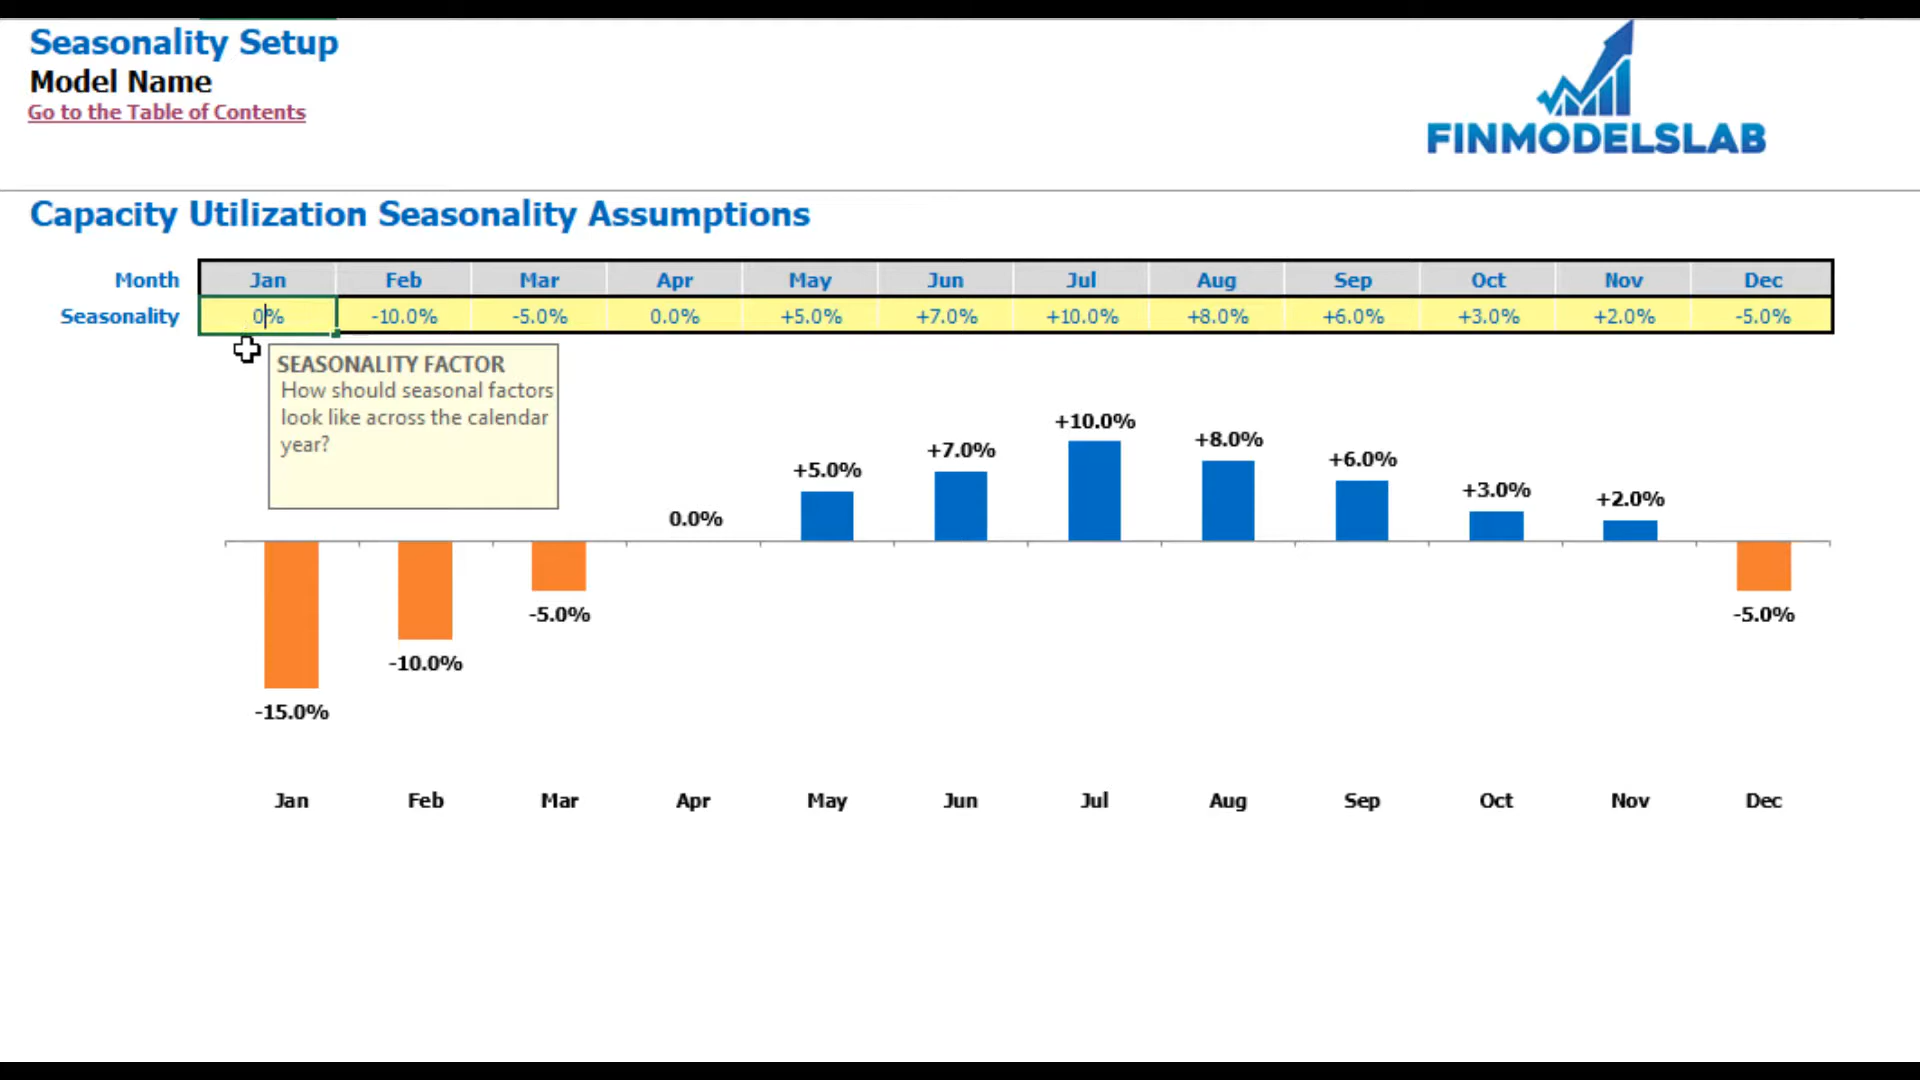 Seasonality Setup
Model Name
Go to the Table of Contents
FINMODELSLAB
Capacity Utilization Seasonality Assumptions
Month Jan Feb Mar Apr May Jun Jul Aug Sep Oct Nov Dec
Seasonality 0% -10.0% -5.0% 0.0% +5.0% +7.0% +10.0% +8.0% +6.0% +3.0% +2.0% -5.0%
SEASONALITY FACTOR
How should seasonal factors
look like across the calendar
year?
-15.0% -10.0% -5.0% 0.0% +5.0% +7.0% +10.0% +8.0% +6.0% +3.0% +2.0% -5.0%
Jan Feb Mar Apr May Jun Jul Aug Sep Oct Nov Dec